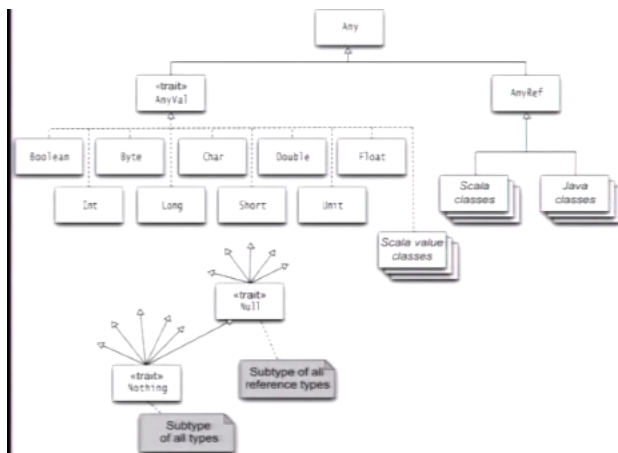 Any
«trait»
AnyVal
AnyRef
Boolean
Byte
Char
Double
Float
Int
Long
Short
Unit
Scala
classes
Java
classes
Scala value
classes
«trait»
Null
«trait»
Nothing
Subtype of all
reference types
Subtype
of all types